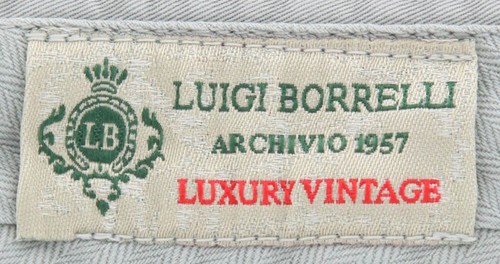 LB
LUIGI BORRELLI
ARCHIVIO 1957
LUXURY VINTAGE